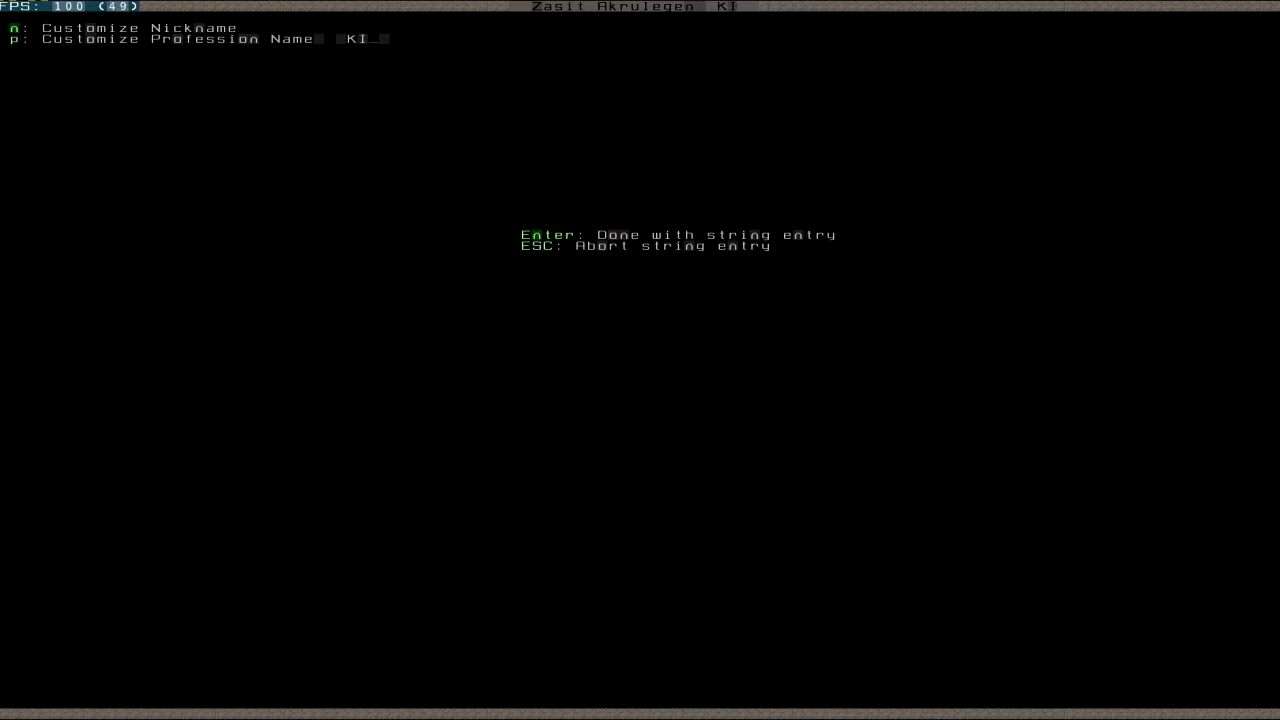 FPS: 100 (49)
Zasit Akrulegen KI
n: Customize Nickname
p: Customize Profession Name KI_
Enter: Done with string entry
ESC: Abort string entry